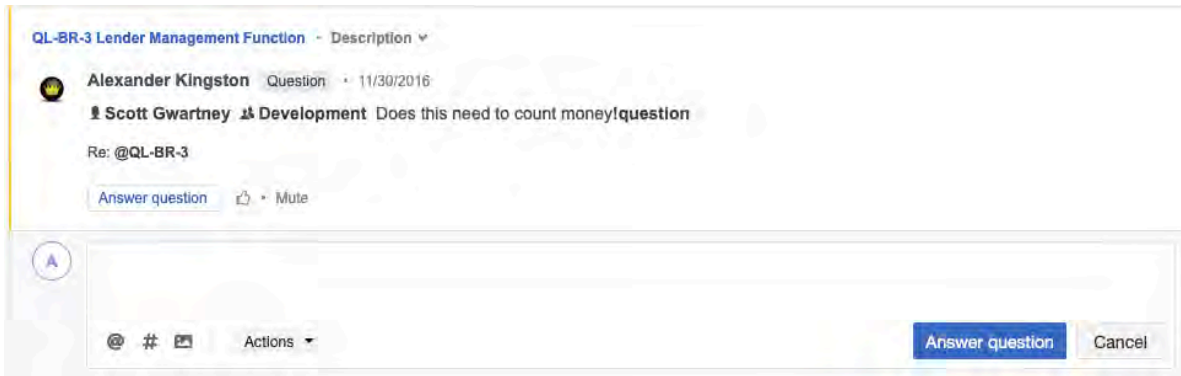 QL-BR-3 Lender Management Function · Description
Alexander Kingston Question · 11/30/2016
Scott Gwartney Development Does this need to count money!question
Re: @QL-BR-3
Answer question · Mute
A
@ # Actions
Answer question Cancel